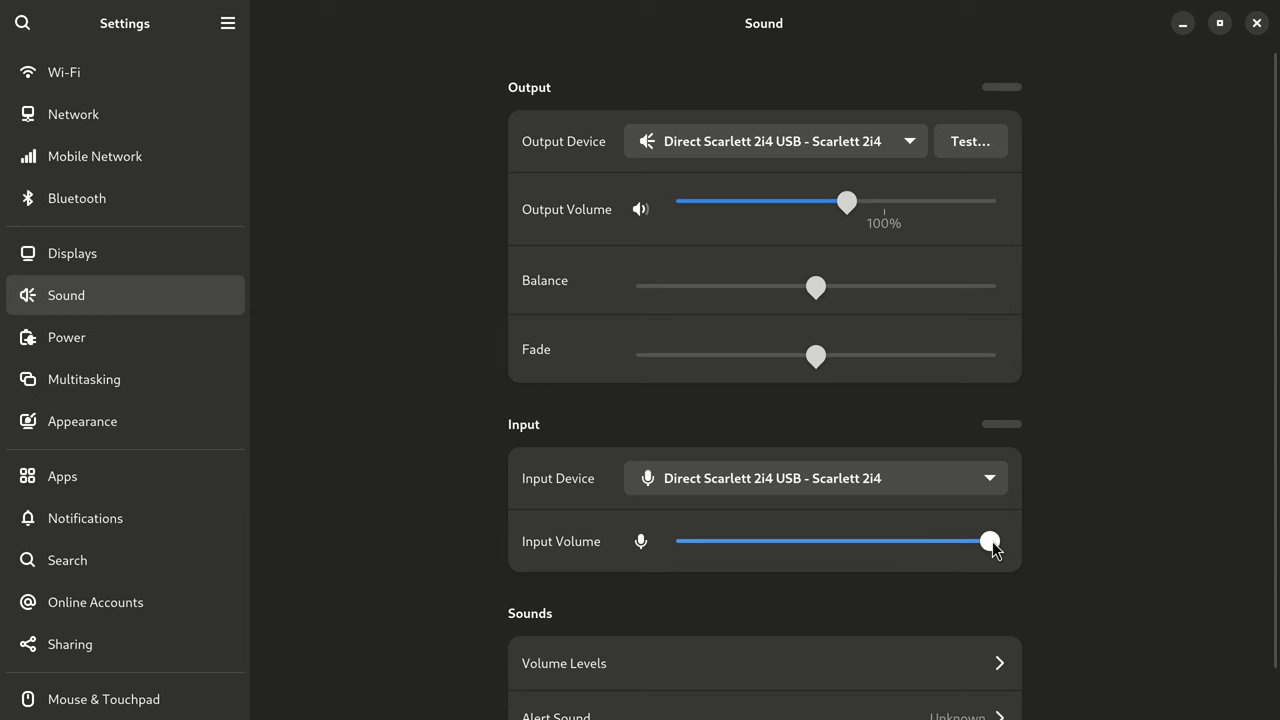 Settings
Sound
Wi-Fi
Network
Mobile Network
Bluetooth
Displays
Sound
Power
Multitasking
Appearance
Apps
Notifications
Search
Online Accounts
Sharing
Mouse & Touchpad
Output
Output Device
Direct Scarlett 2i4 USB - Scarlett 2i4
Test...
Output Volume
100%
Balance
Fade
Input
Input Device
Direct Scarlett 2i4 USB - Scarlett 2i4
Input Volume
Sounds
Volume Levels
Alert Sound
Unknown